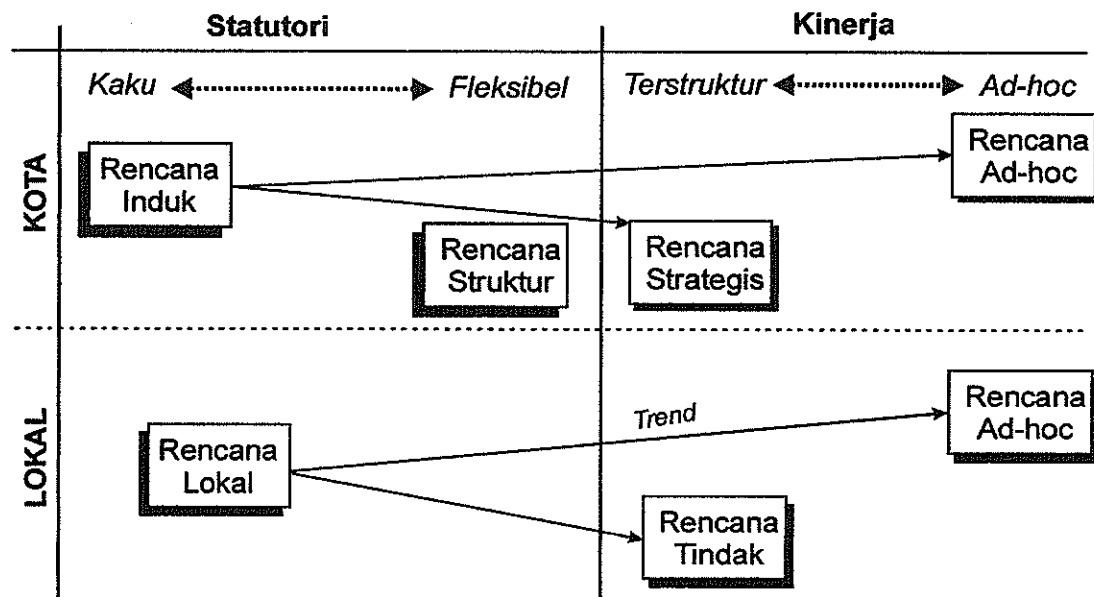 Statutori
Kinerja
Kaku
Fleksibel
Terstruktur
Ad-hoc
KOTA
Rencana
Induk
Rencana
Ad-hoc
Rencana
Struktur
Rencana
Strategis
LOKAL
Trend
Rencana
Ad-hoc
Rencana
Lokal
Rencana
Tindak